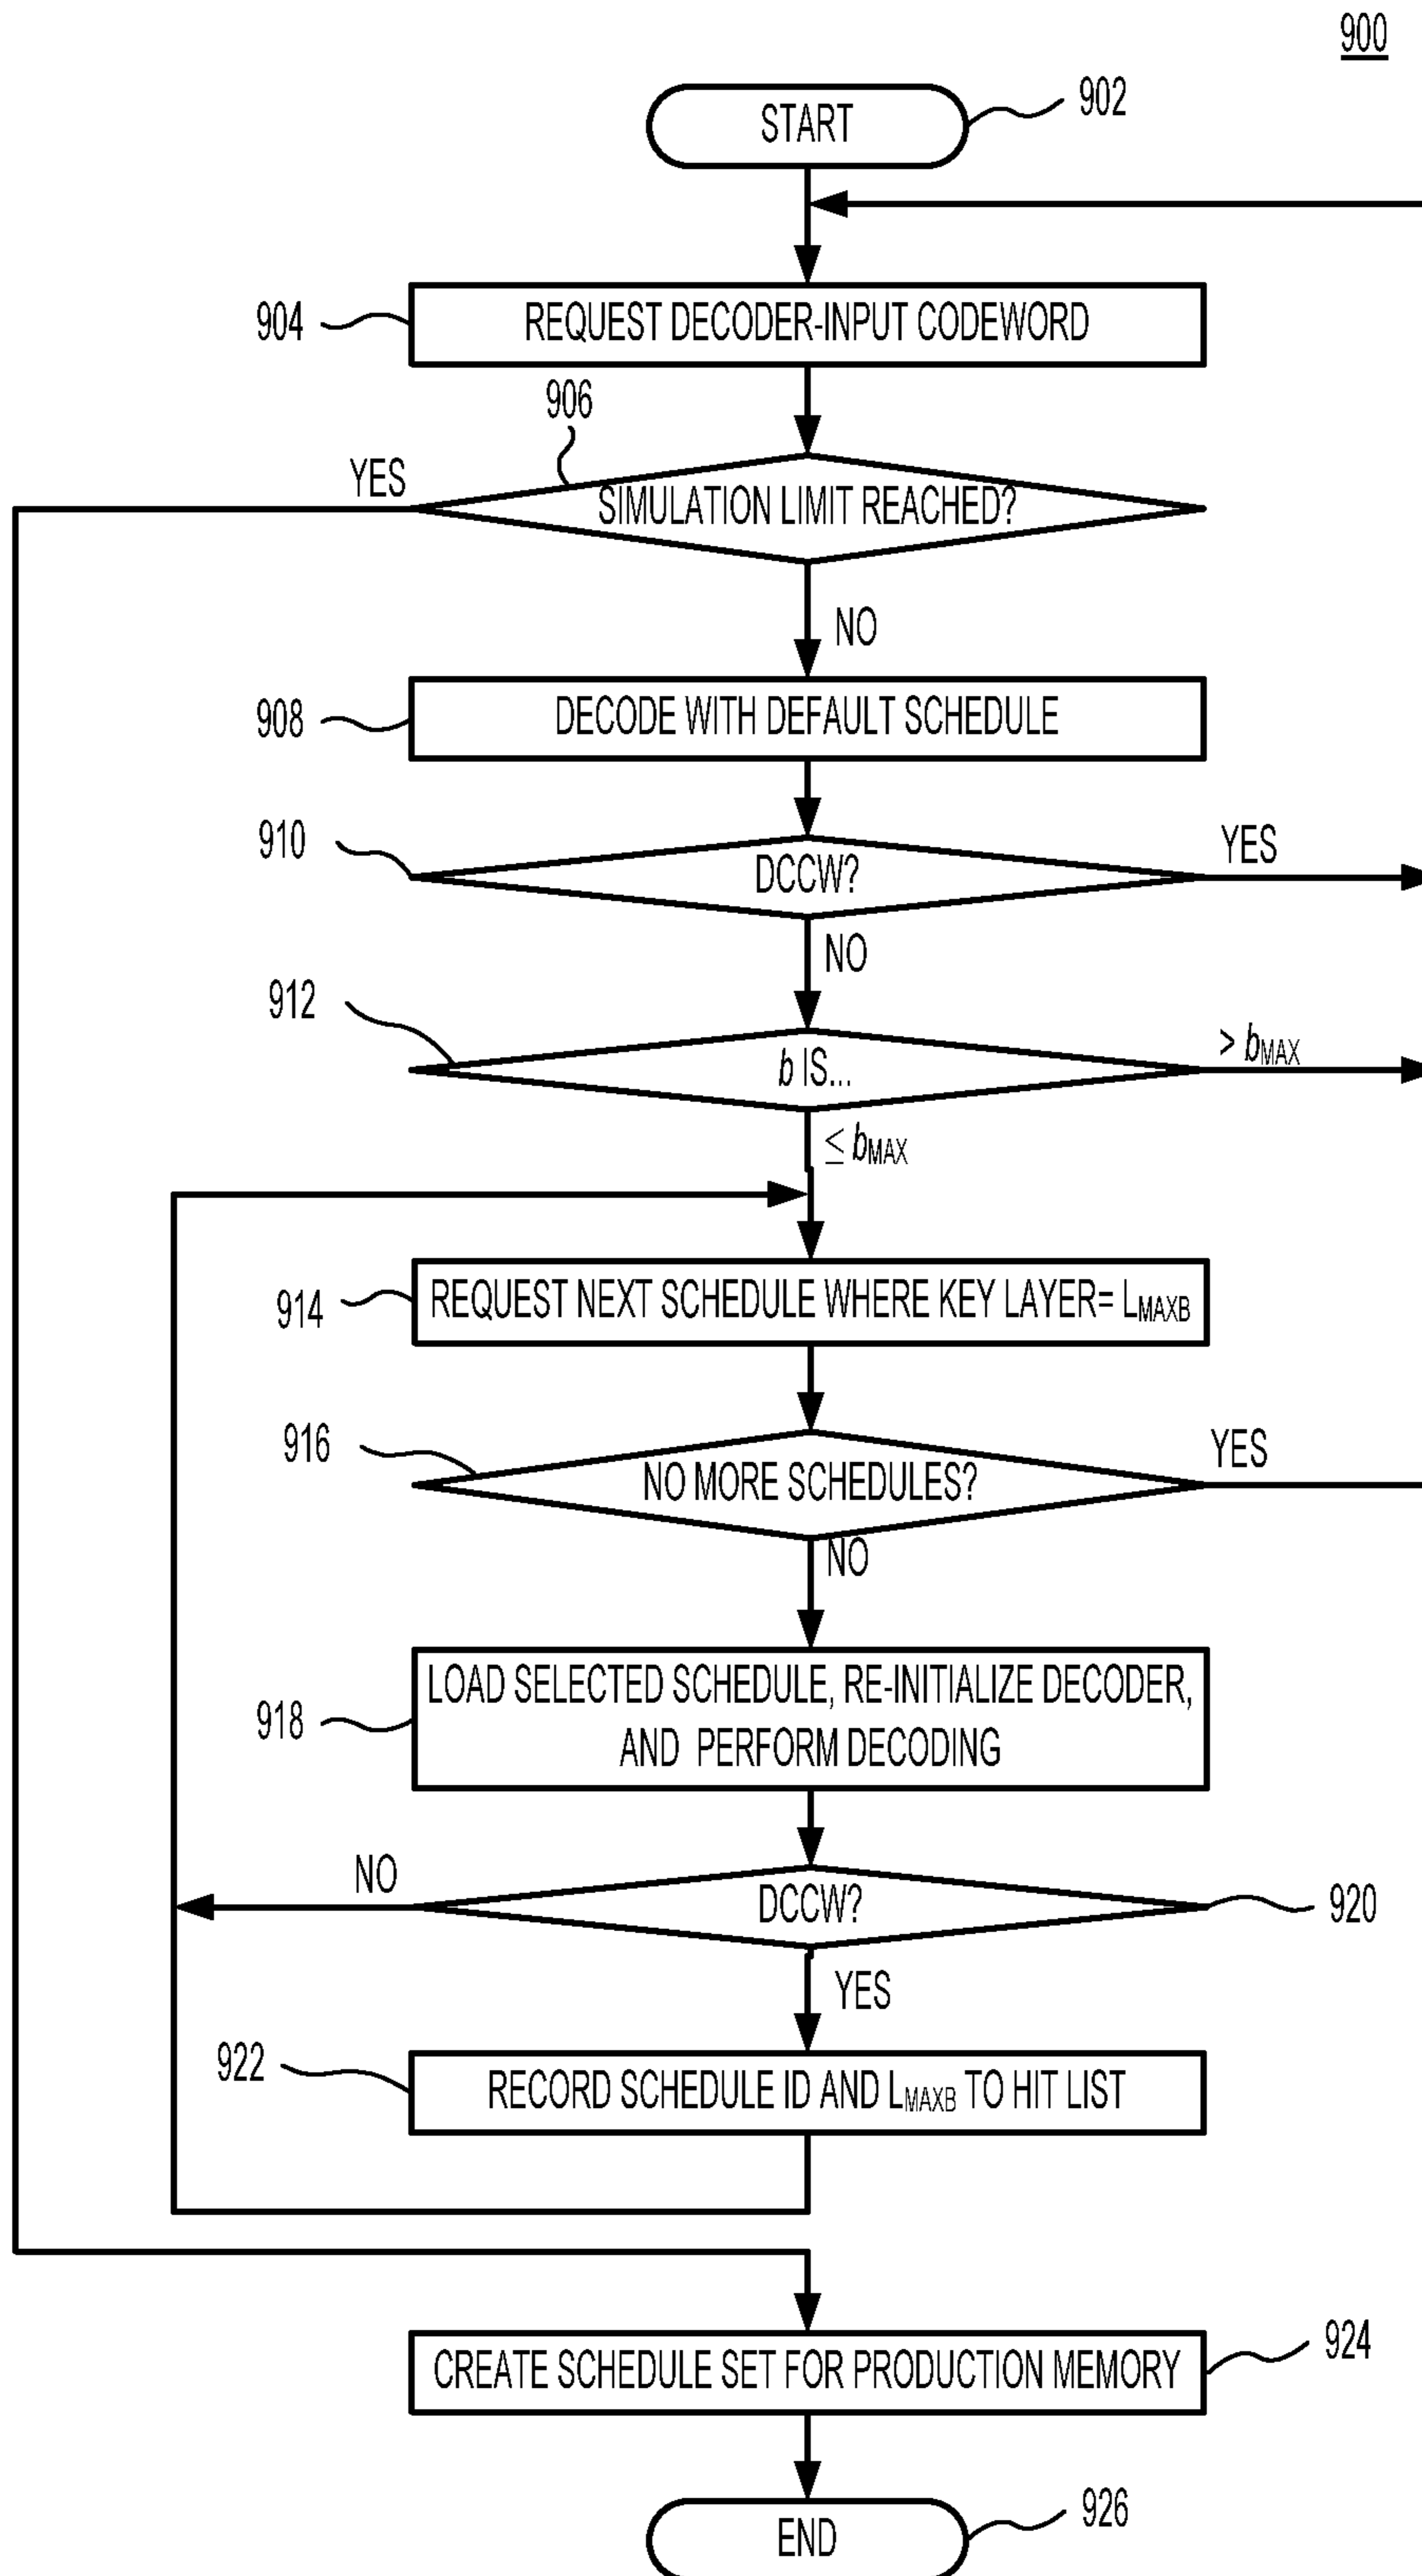 900
START
902
904
REQUEST DECODER-INPUT CODEWORD
906
YES
SIMULATION LIMIT REACHED?
NO
908
DECODE WITH DEFAULT SCHEDULE
910
DCCW?
YES
NO
912
b IS...
> bMAX
≤ bMAX
914
REQUEST NEXT SCHEDULE WHERE KEY LAYER= LMAXB
916
NO MORE SCHEDULES?
YES
NO
918
LOAD SELECTED SCHEDULE, RE-INITIALIZE DECODER,
AND PERFORM DECODING
NO
DCCW?
920
YES
922
RECORD SCHEDULE ID AND LMAXB TO HIT LIST
CREATE SCHEDULE SET FOR PRODUCTION MEMORY
924
END
926